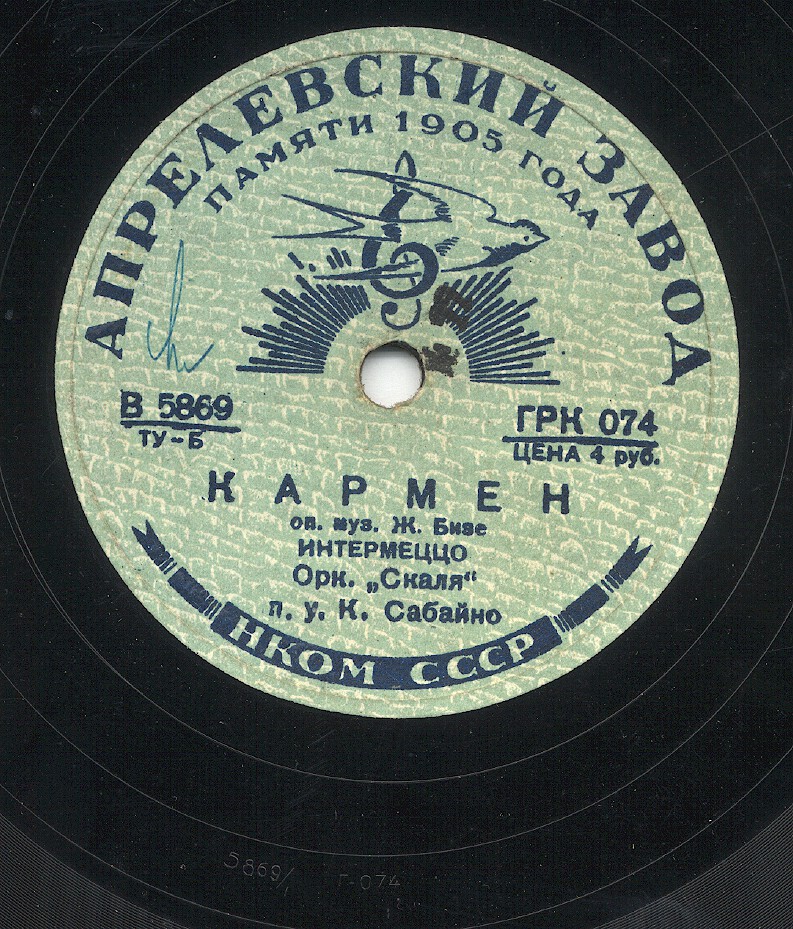 АПРЕЛЕВСКИЙ ЗАВОД
ПАМЯТИ 1905 ГОДА
В 5869
ТУ-Б
ГРК 074
ЦЕНА 4 руб.
КАРМЕН
оп. муз. Ж. Бизе
ИНТЕРМЕЦЦО
Орк. „Скаля“
п. у. К. Сабайно
НКОМ СССР
5869/1 Г-074